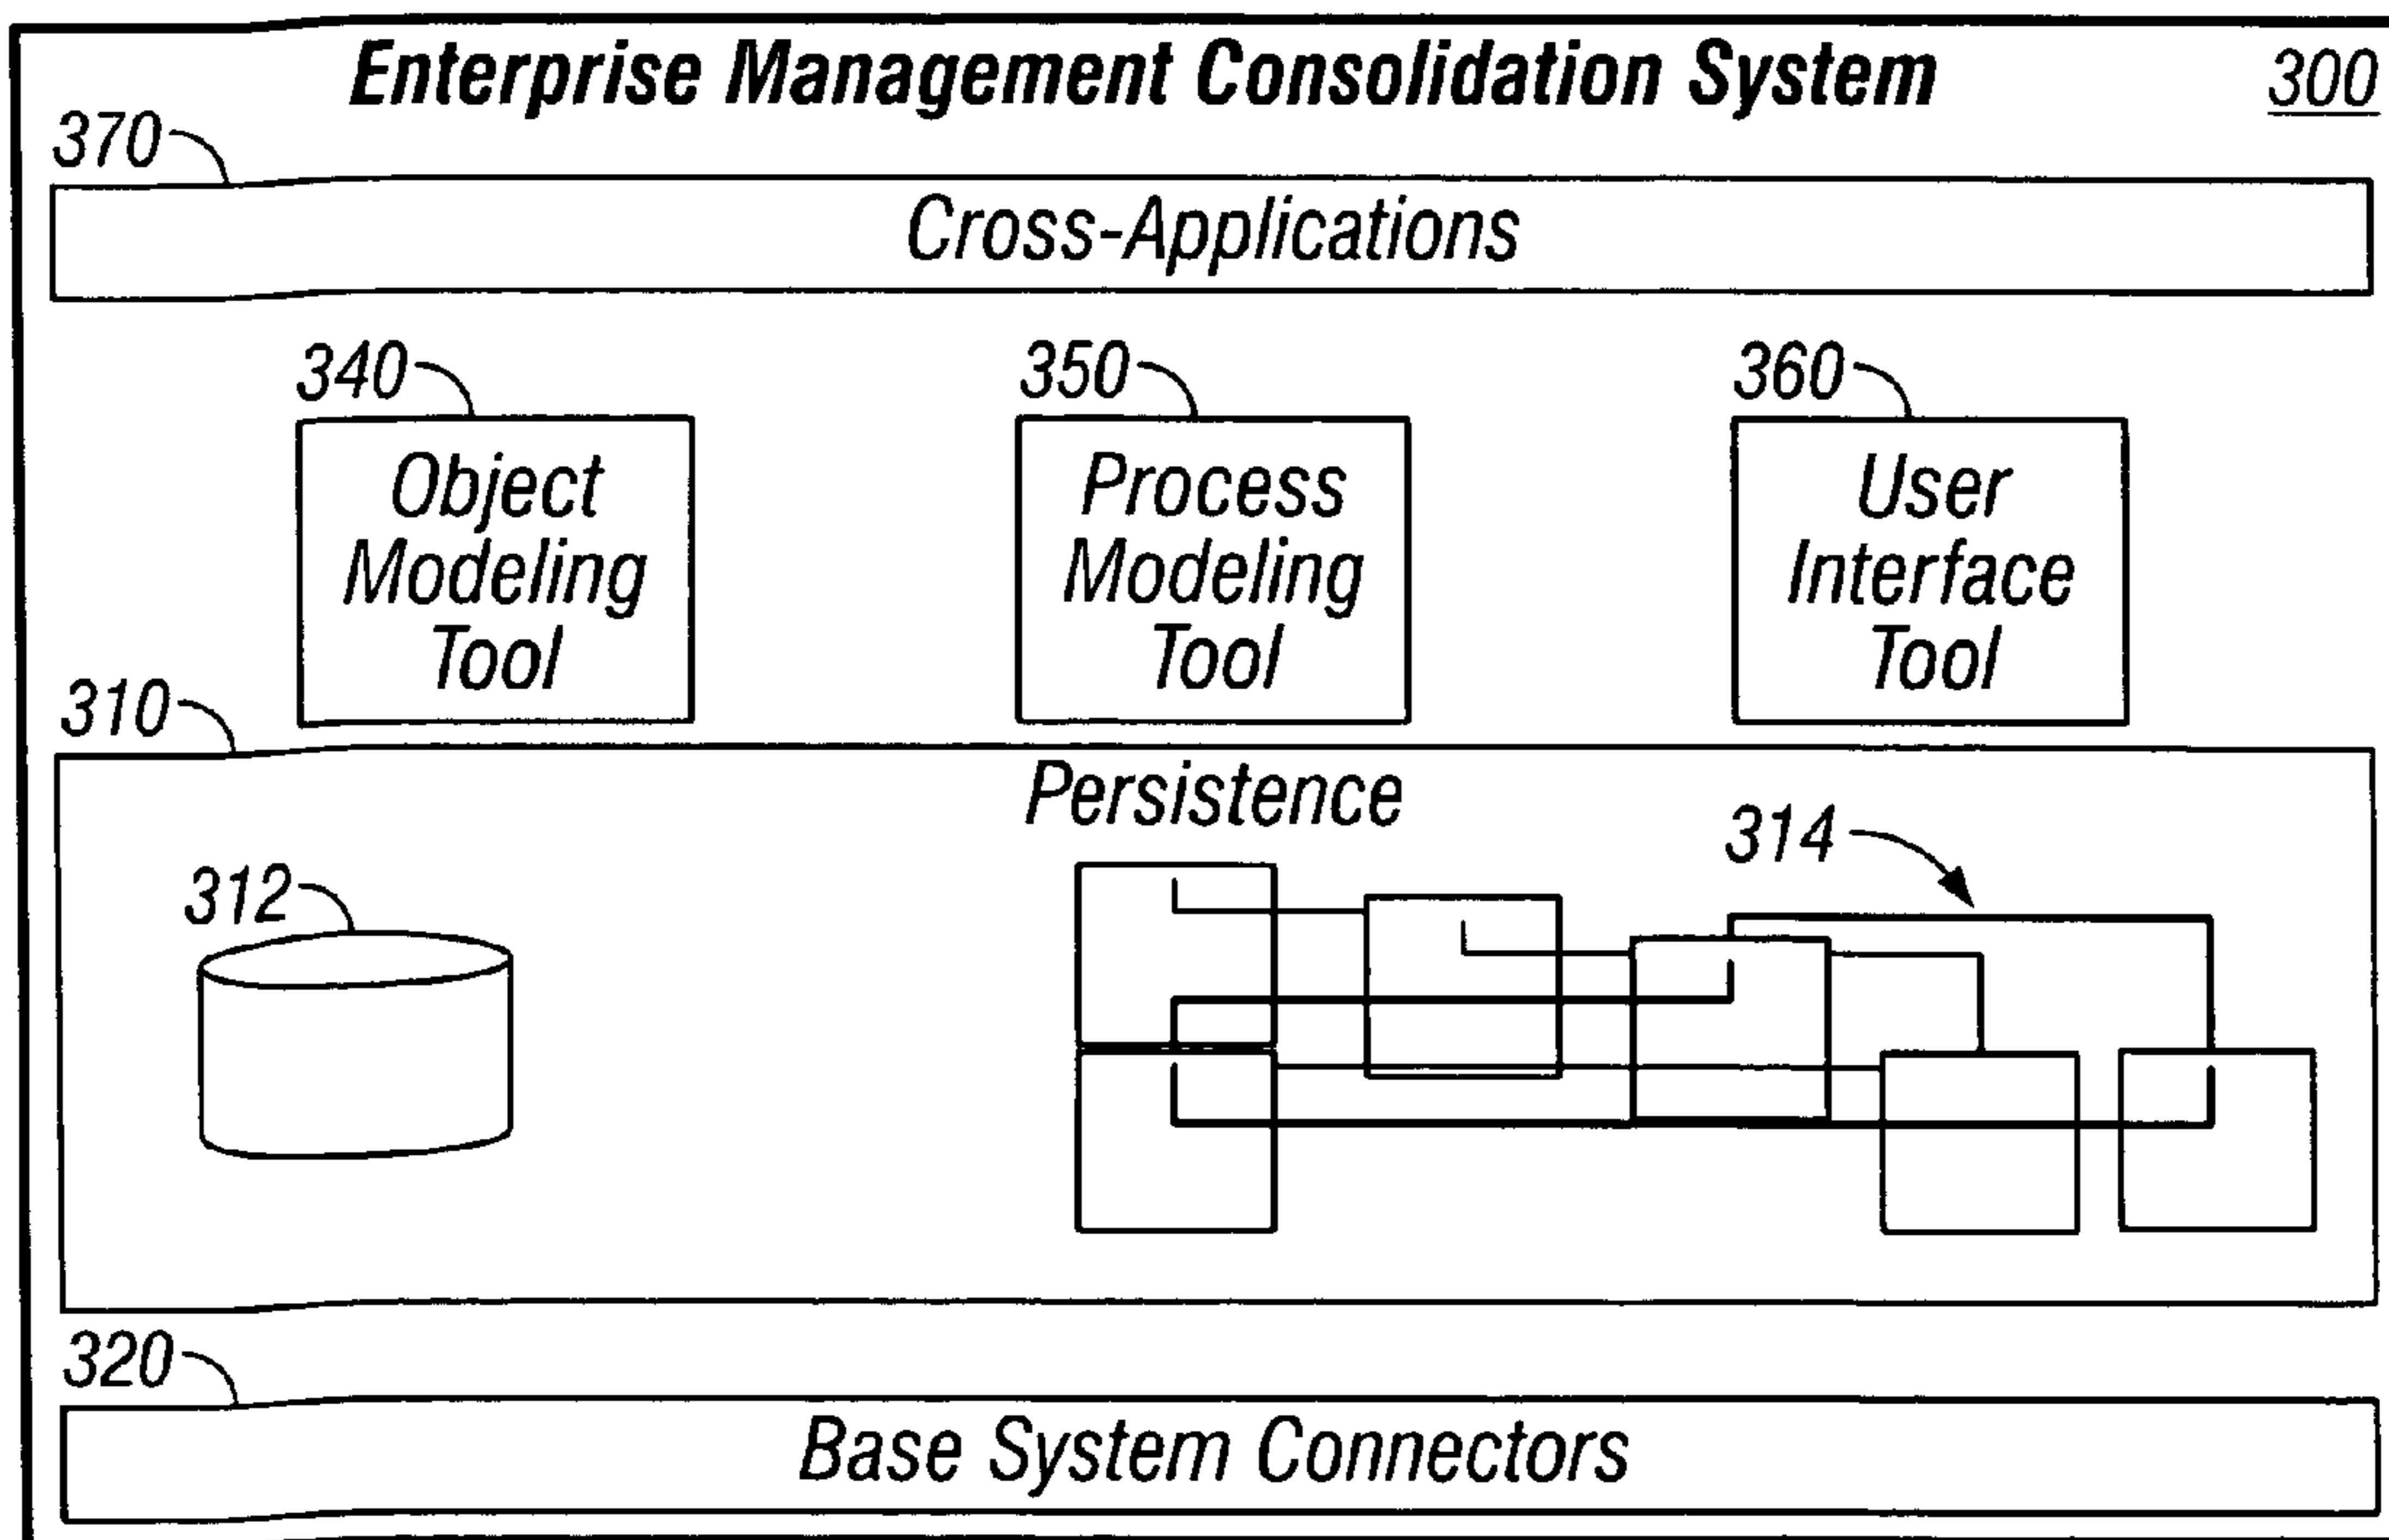 Enterprise Management Consolidation System 300
370
Cross-Applications
340 350 360
Object Modeling Tool
Process Modeling Tool
User Interface Tool
310
Persistence
314
312
320
Base System Connectors